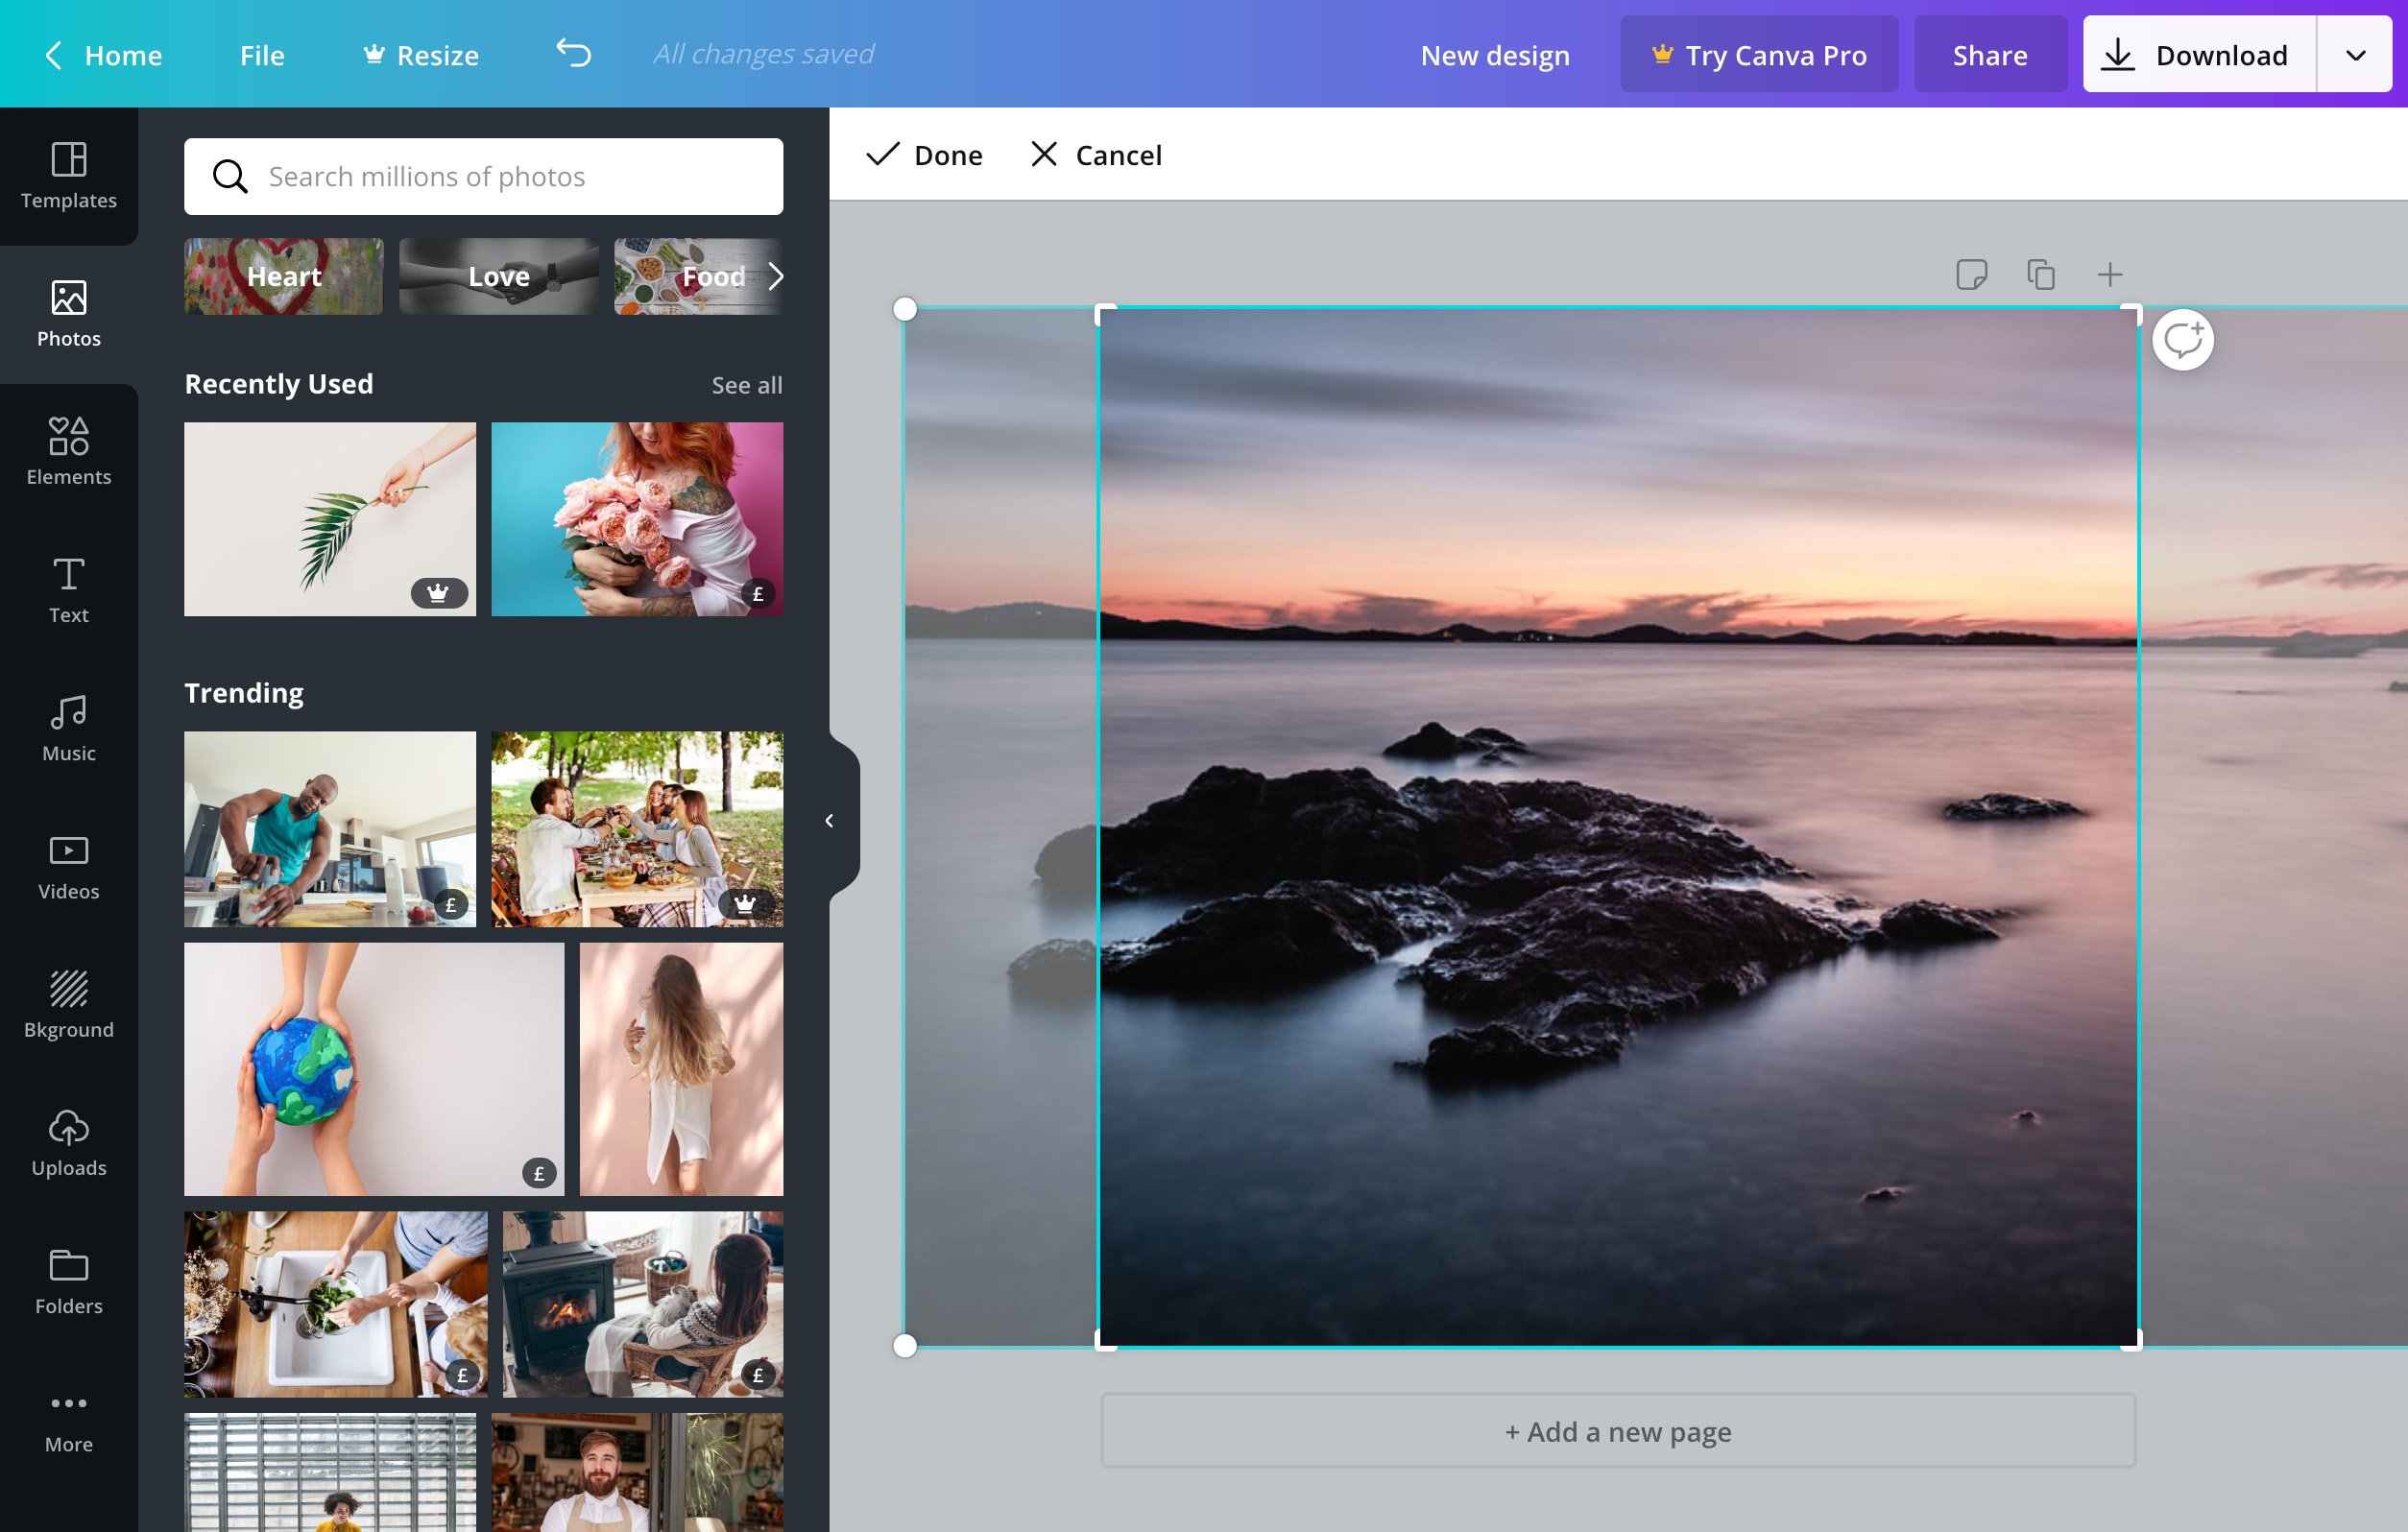 Home File Resize All changes saved New design Try Canva Pro Share Download
Done Cancel
Templates
Photos
Elements
Text
Music
Videos
Bkground
Uploads
Folders
More
Search millions of photos
Heart Love Food
Recently Used See all
£
Trending
£
£
£ £
+ Add a new page